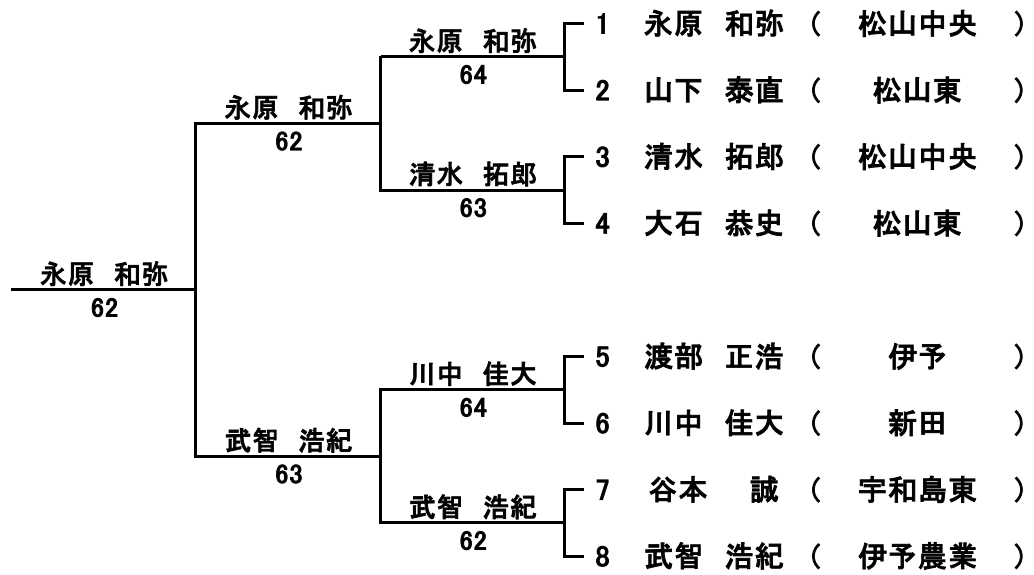 1 永原 和弥 ( 松山中央 )
永原 和弥
64
2 山下 泰直 ( 松山東 )
永原 和弥
62
3 清水 拓郎 ( 松山中央 )
清水 拓郎
63
4 大石 恭史 ( 松山東 )
永原 和弥
62
5 渡部 正浩 ( 伊予 )
川中 佳大
64
6 川中 佳大 ( 新田 )
武智 浩紀
63
7 谷本 誠 ( 宇和島東 )
武智 浩紀
62
8 武智 浩紀 ( 伊予農業 )